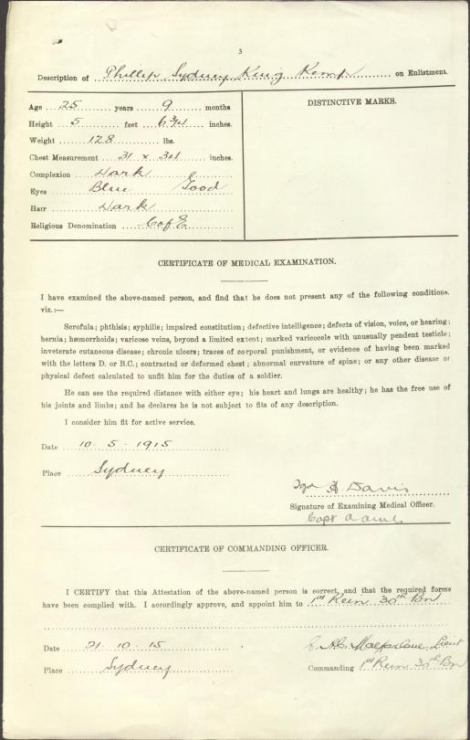 3
Description of Phillip Sydney King Kemp on Enlistment.
Age 25 years 9 months
Height 5 feet 6 3/4 inches.
Weight 128 lbs.
Chest Measurement 31 x 34 inches.
Complexion Dark
Eyes Blue Good
Hair Dark
Religious Denomination C of E
DISTINCTIVE MARKS.
CERTIFICATE OF MEDICAL EXAMINATION.
I have examined the above-named person, and find that he does not present any of the following conditions,
viz.:—
Scrofula; phthisis; syphilis; impaired constitution; defective intelligence; defects of vision, voice, or hearing;
hernia; hæmorrhoids; varicose veins, beyond a limited extent; marked varicocele with unusually pendent testicle;
inveterate cutaneous disease; chronic ulcers; traces of corporal punishment, or evidence of having been marked
with the letters D. or B.C.; contracted or deformed chest; abnormal curvature of spine; or any other disease or
physical defect calculated to unfit him for the duties of a soldier.
He can see the required distance with either eye; his heart and lungs are healthy; he has the free use of
his joints and limbs; and he declares he is not subject to fits of any description.
I consider him fit for active service.
Date 10.5.1915
Place Sydney
Davis
Signature of Examining Medical Officer.
Capt
CERTIFICATE OF COMMANDING OFFICER.
I CERTIFY that this Attestation of the above-named person is correct, and that the required forms
have been complied with. I accordingly approve, and appoint him to 1st Rein 30th Bn
Date 21.10.15
Macfarlane Lieut
Place Sydney
Commanding 1st Rein 30th Bn